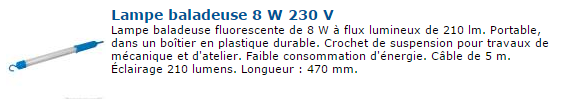 Lampe baladeuse 8 W 230 V
Lampe baladeuse fluorescente de 8 W à flux lumineux de 210 lm. Portable,
dans un boîtier en plastique durable. Crochet de suspension pour travaux de
mécanique et d'atelier. Faible consommation d'énergie. Câble de 5 m.
Éclairage 210 lumens. Longueur : 470 mm.